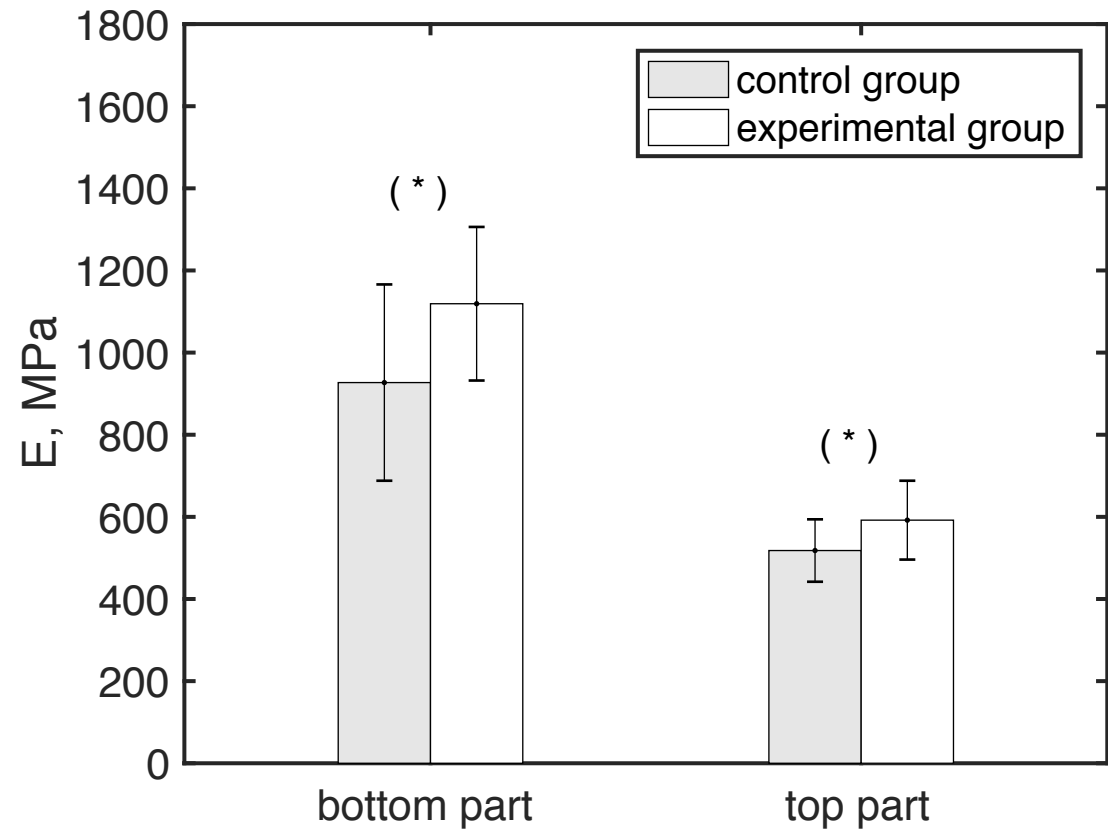 1800
1600
1400
1200
1000
800
600
400
200
0
E, MPa
control group
experimental group
( * )
( * )
bottom part
top part